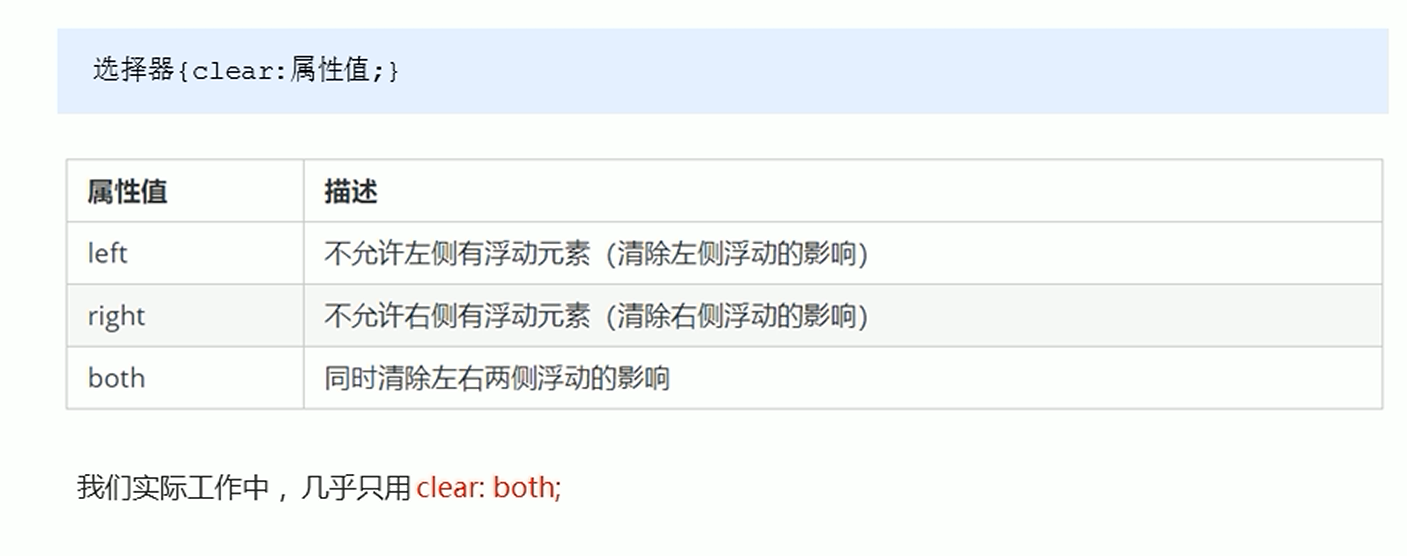 选择器{clear:属性值;}
属性值 描述
left 不允许左侧有浮动元素（清除左侧浮动的影响）
right 不允许右侧有浮动元素（清除右侧浮动的影响）
both 同时清除左右两侧浮动的影响
我们实际工作中，几乎只用 clear: both;